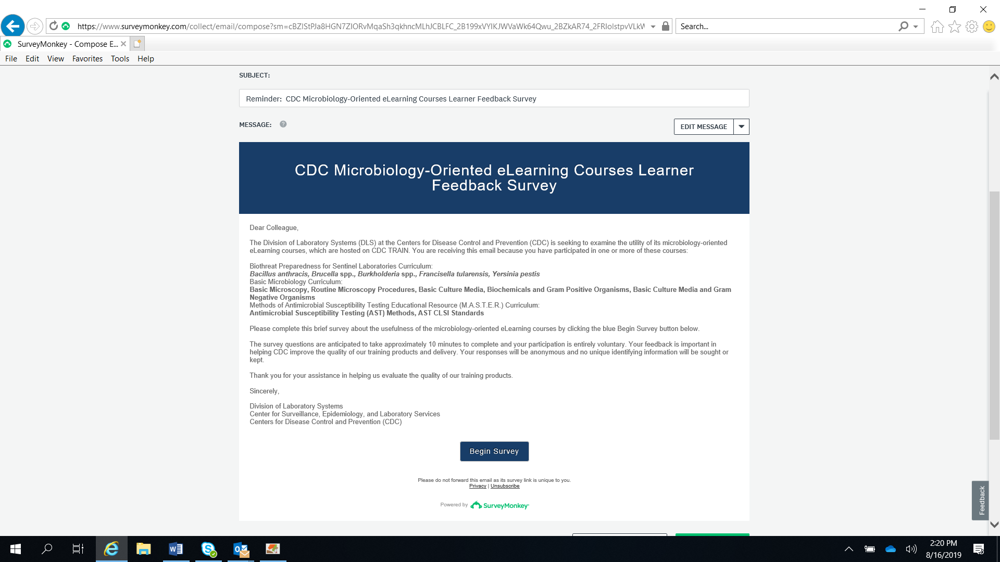 https://www.surveymonkey.com/collect/email/compose?sm=
Search...
SurveyMonkey - Compose E...
File Edit View Favorites Tools Help
SUBJECT:
Reminder: CDC Microbiology-Oriented eLearning Courses Learner Feedback Survey
MESSAGE: ?
EDIT MESSAGE
CDC Microbiology-Oriented eLearning Courses Learner
Feedback Survey
Dear Colleague,
The Division of Laboratory Systems (DLS) at the Centers for Disease Control and Prevention (CDC) is seeking to examine the utility of its microbiology-oriented
eLearning courses, which are hosted on CDC TRAIN. You are receiving this email because you have participated in one or more of these courses:
Biothreat Preparedness for Sentinel Laboratories Curriculum:
Bacillus anthracis, Brucella spp., Burkholderia spp., Francisella tularensis, Yersinia pestis
Basic Microbiology Curriculum:
Basic Microscopy, Routine Microscopy Procedures, Basic Culture Media, Biochemicals and Gram Positive Organisms, Basic Culture Media and Gram
Negative Organisms
Methods of Antimicrobial Susceptibility Testing Educational Resource (M.A.S.T.E.R.) Curriculum:
Antimicrobial Susceptibility Testing (AST) Methods, AST CLSI Standards
Please complete this brief survey about the usefulness of the microbiology-oriented eLearning courses by clicking the blue Begin Survey button below.
The survey questions are anticipated to take approximately 10 minutes to complete and your participation is entirely voluntary. Your feedback is important in
helping CDC improve the quality of our training products and delivery. Your responses will be anonymous and no unique identifying information will be sought or
kept.
Thank you for your assistance in helping us evaluate the quality of our training products.
Sincerely,
Division of Laboratory Systems
Center for Surveillance, Epidemiology, and Laboratory Services
Centers for Disease Control and Prevention (CDC)
Begin Survey
Please do not forward this email as its survey link is unique to you.
Privacy | Unsubscribe
Powered by SurveyMonkey
Feedback
2:20 PM
8/16/2019